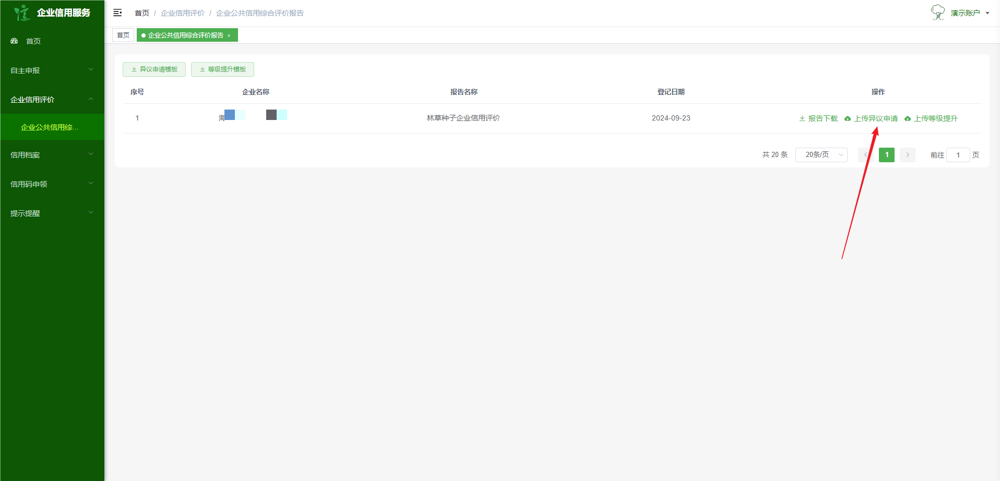 企业信用服务
首页 / 企业信用评价 / 企业公共信用综合评价报告
演示账户
首页
企业公共信用综合评价报告 ×
首页
自主申报
企业信用评价
企业公共信用综...
信用档案
信用码申领
提示提醒
异议申请模板
等级提升模板
序号 企业名称 报告名称 登记日期 操作
1 海 林草种子企业信用评价 2024-09-23 报告下载 上传异议申请 上传等级提升
共 20 条 20条/页 1 前往 1 页